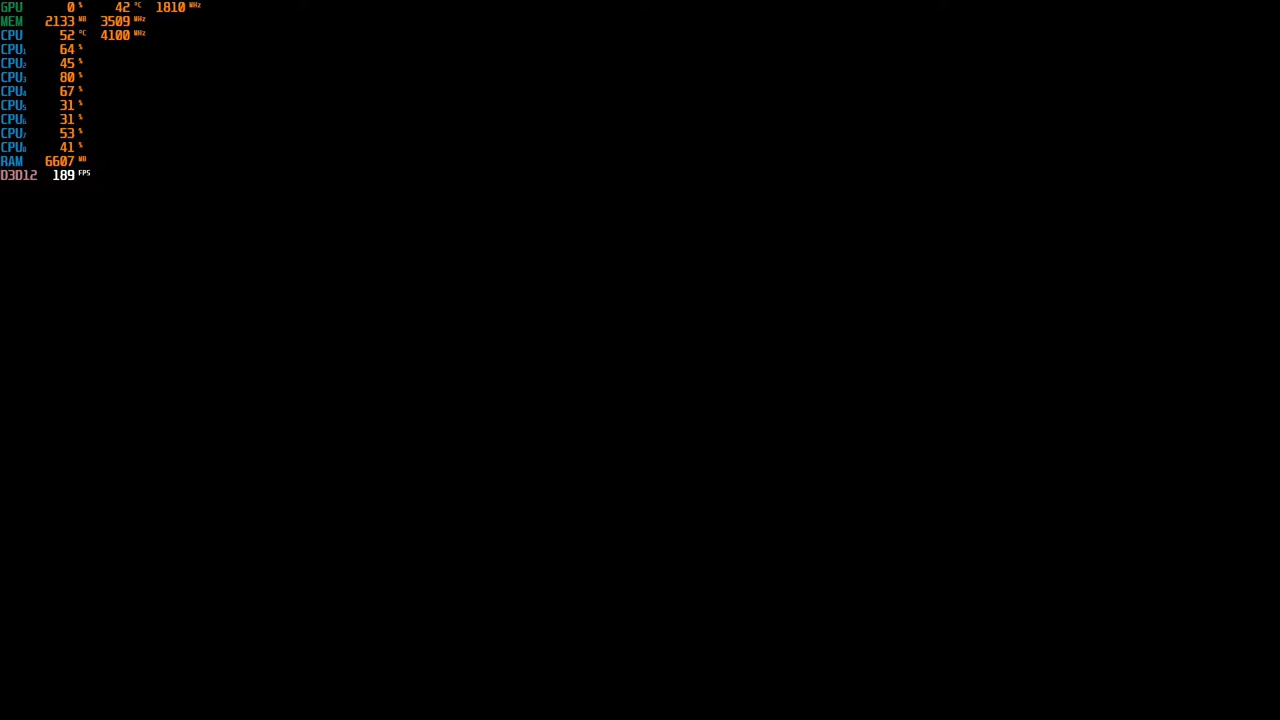 GPU 0 % 42 °C 1810 MHz
MEM 2133 MB 3509 MHz
CPU 52 °C 4100 MHz
CPU1 64 %
CPU2 45 %
CPU3 80 %
CPU4 67 %
CPU5 31 %
CPU6 31 %
CPU7 53 %
CPU8 41 %
RAM 6607 MB
D3D12 189 FPS